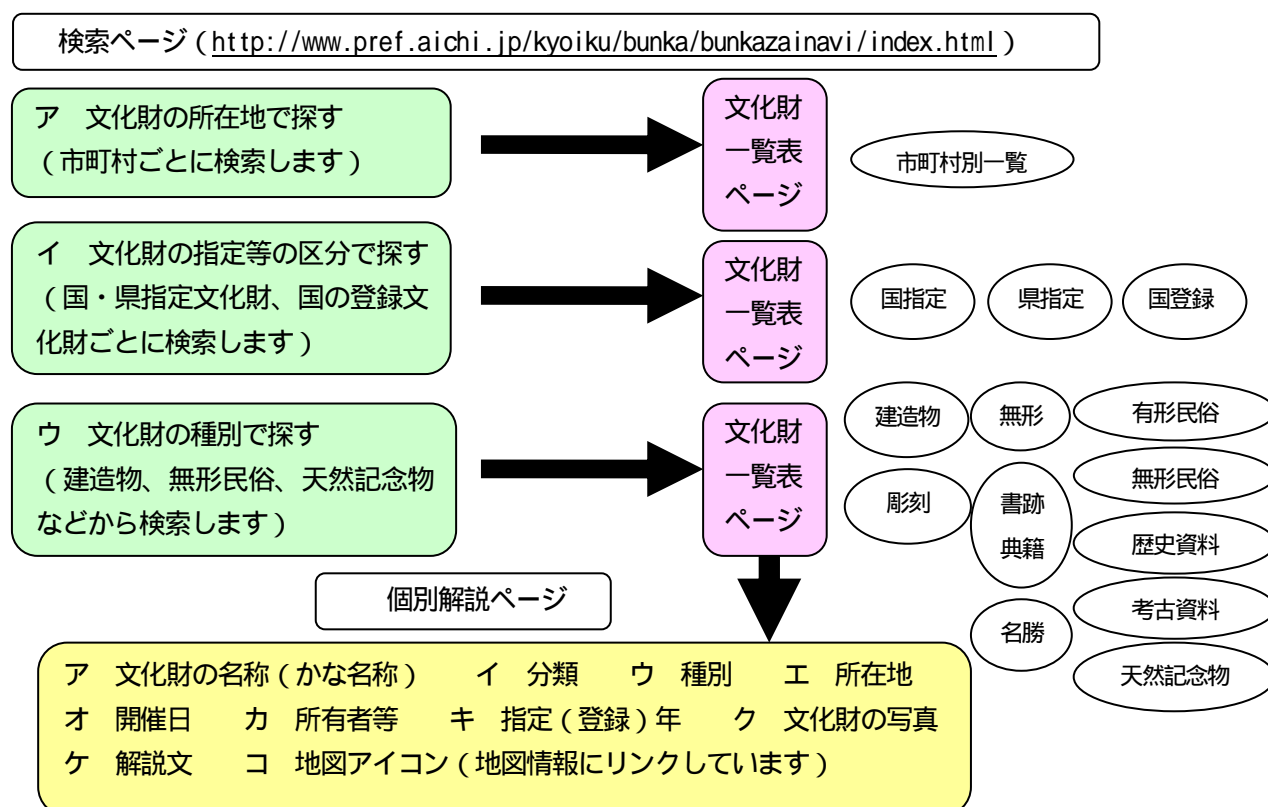 検索ページ（http://www.pref.aichi.jp/kyoiku/bunka/bunkazainavi/index.html）
ア　文化財の所在地で探す
（市町村ごとに検索します）
文化財
一覧表
ページ
市町村別一覧
イ　文化財の指定等の区分で探す
（国・県指定文化財、国の登録文
化財ごとに検索します）
文化財
一覧表
ページ
国指定
県指定
国登録
ウ　文化財の種別で探す
（建造物、無形民俗、天然記念物
などから検索します）
文化財
一覧表
ページ
建造物
無形
有形民俗
彫刻
書跡
典籍
無形民俗
歴史資料
名勝
考古資料
天然記念物
個別解説ページ
ア　文化財の名称（かな名称）　イ　分類　ウ　種別　エ　所在地
オ　開催日　カ　所有者等　キ　指定（登録）年　ク　文化財の写真
ケ　解説文　コ　地図アイコン（地図情報にリンクしています）